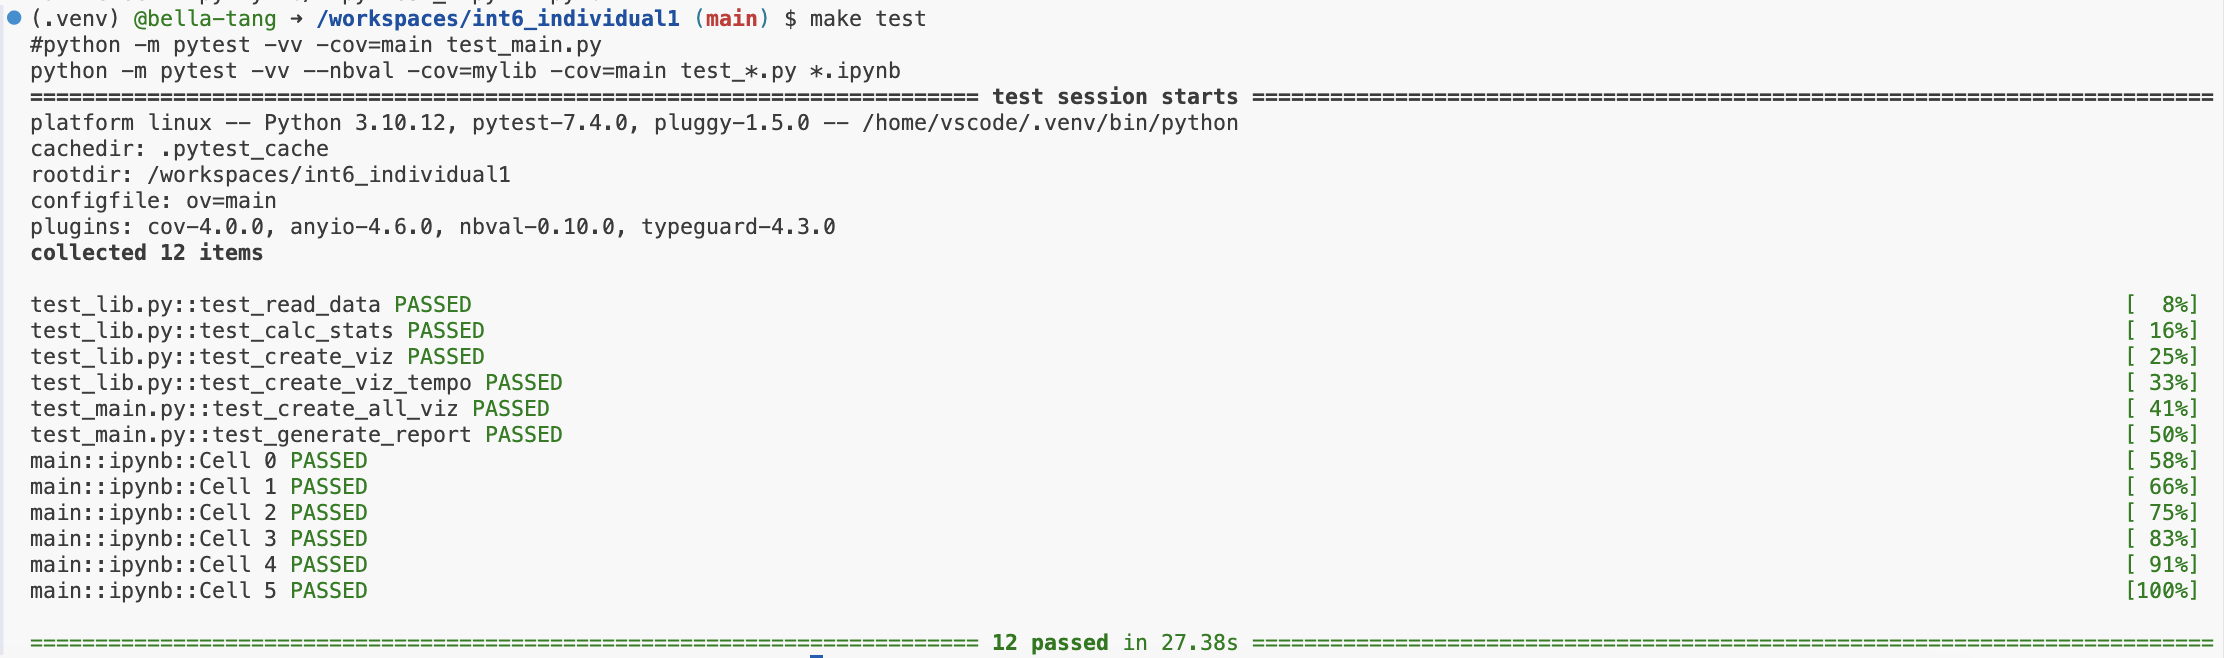 (.venv) @bella-tang ➜ /workspaces/int6_individual1 (main) $ make test
#python -m pytest -vv -cov=main test_main.py
python -m pytest -vv --nbval -cov=mylib -cov=main test_*.py *.ipynb
========================================================================= test session starts ==========================================================================
platform linux -- Python 3.10.12, pytest-7.4.0, pluggy-1.5.0 -- /home/vscode/.venv/bin/python
cachedir: .pytest_cache
rootdir: /workspaces/int6_individual1
configfile: ov=main
plugins: cov-4.0.0, anyio-4.6.0, nbval-0.10.0, typeguard-4.3.0
collected 12 items
test_lib.py::test_read_data PASSED [  8%]
test_lib.py::test_calc_stats PASSED [ 16%]
test_lib.py::test_create_viz PASSED [ 25%]
test_lib.py::test_create_viz_tempo PASSED [ 33%]
test_main.py::test_create_all_viz PASSED [ 41%]
test_main.py::test_generate_report PASSED [ 50%]
main::ipynb::Cell 0 PASSED [ 58%]
main::ipynb::Cell 1 PASSED [ 66%]
main::ipynb::Cell 2 PASSED [ 75%]
main::ipynb::Cell 3 PASSED [ 83%]
main::ipynb::Cell 4 PASSED [ 91%]
main::ipynb::Cell 5 PASSED [100%]
========================================================================= 12 passed in 27.38s ==========================================================================